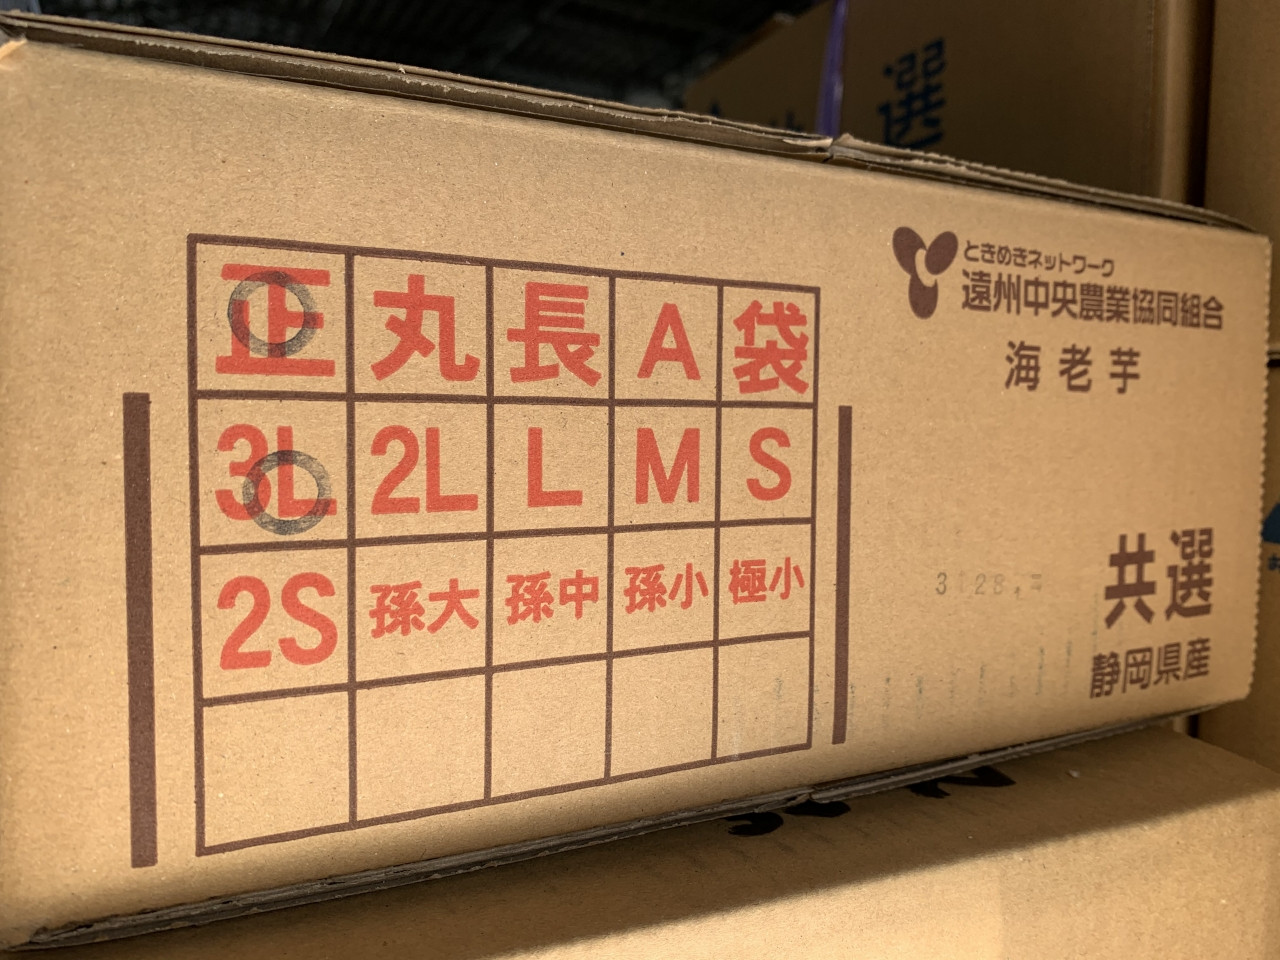 選
正 丸 長 A 袋
3L 2L L M S
2S 孫大 孫中 孫小 極小
ときめきネットワーク
遠州中央農業協同組合
海老芋
共選
静岡県産